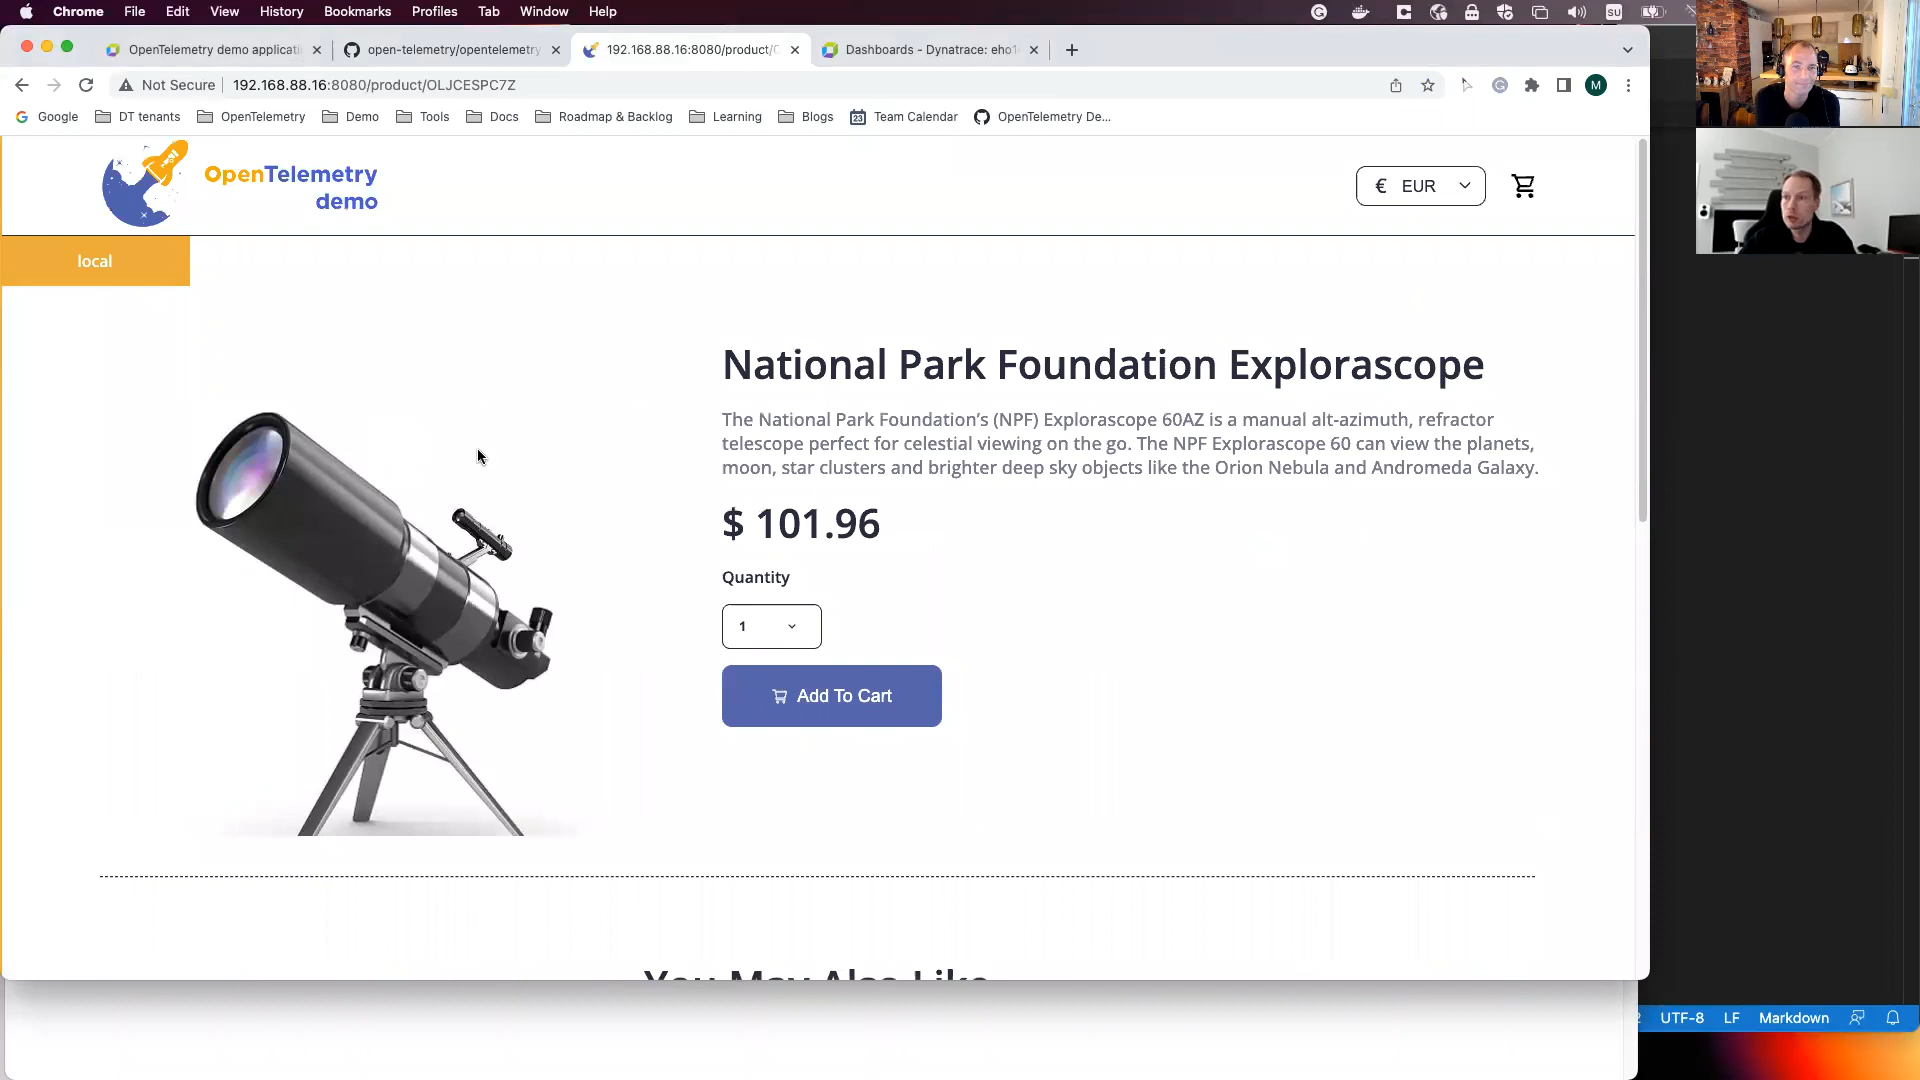 Chrome File Edit View History Bookmarks Profiles Tab Window Help
SU
OpenTelemetry demo applicati
open-telemetry/opentelemetry
192.168.88.16:8080/product/O
Dashboards - Dynatrace: eho1
Not Secure 192.168.88.16:8080/product/OLJCESPC7Z
M
Google DT tenants OpenTelemetry Demo Tools Docs Roadmap & Backlog Learning Blogs Team Calendar OpenTelemetry De...
OpenTelemetry
demo
€ EUR
local
National Park Foundation Explorascope
The National Park Foundation’s (NPF) Explorascope 60AZ is a manual alt-azimuth, refractor
telescope perfect for celestial viewing on the go. The NPF Explorascope 60 can view the planets,
moon, star clusters and brighter deep sky objects like the Orion Nebula and Andromeda Galaxy.
$ 101.96
Quantity
1
Add To Cart
You May Also Like
UTF-8 LF Markdown